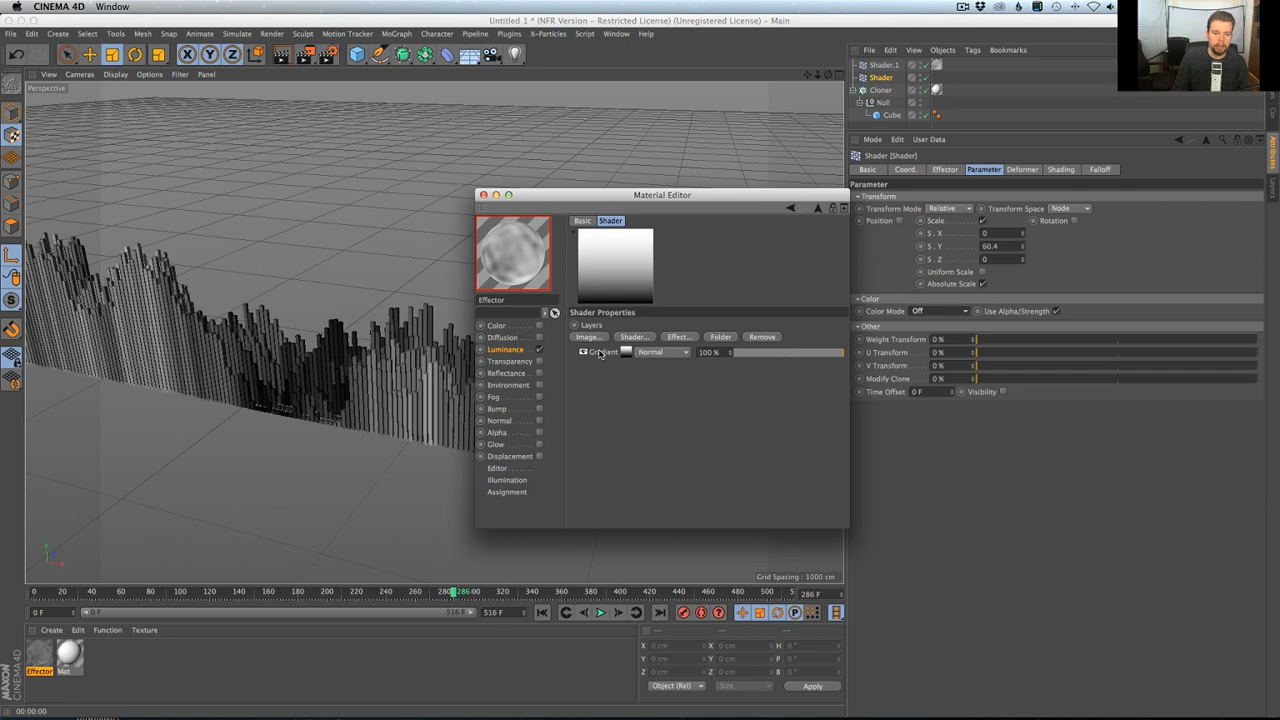 CINEMA 4D Window
Untitled 1 * (NFR Version - Restricted License) (Unregistered License) - Main
File Edit Create Select Tools Mesh Snap Animate Simulate Render Sculpt Motion Tracker MoGraph Character Pipeline Plugins X-Particles Script Window Help
File Edit View Objects Tags Bookmarks
X Y Z
View Cameras Display Options Filter Panel
Perspective
Shader.1
Shader
Cloner
Null
Cube
Mode Edit User Data
Shader [Shader]
Basic Coord. Effector Parameter Deformer Shading Falloff
Parameter
Transform
Transform Mode Relative Transform Space Node
Position Scale Rotation
S . X 0
S . Y 60.4
S . Z 0
Uniform Scale
Absolute Scale
Color
Color Mode Off Use Alpha/Strength
Other
Weight Transform 0 %
U Transform 0 %
V Transform 0 %
Modify Clone 0 %
Time Offset 0 F Visibility
Attributes
Layers
Material Editor
Basic Shader
Effector
Color
Diffusion
Luminance
Transparency
Reflectance
Environment
Fog
Bump
Normal
Alpha
Glow
Displacement
Editor
Illumination
Assignment
Shader Properties
Layers
Image... Shader... Effect... Folder Remove
Gradient Normal 100 %
Grid Spacing : 1000 cm
0 20 40 60 80 100 120 140 160 180 200 220 240 260 280 286 300 320 340 360 380 400 420 440 460 480 500 286 F
0 F 0 F 516 F 516 F
Create Edit Function Texture
Effector Mat
X 0 cm X 0 cm H 0 °
Y 0 cm Y 0 cm P 0 °
Z 0 cm Z 0 cm B 0 °
Object (Rel) Size Apply
MAXON CINEMA 4D
00:00:00